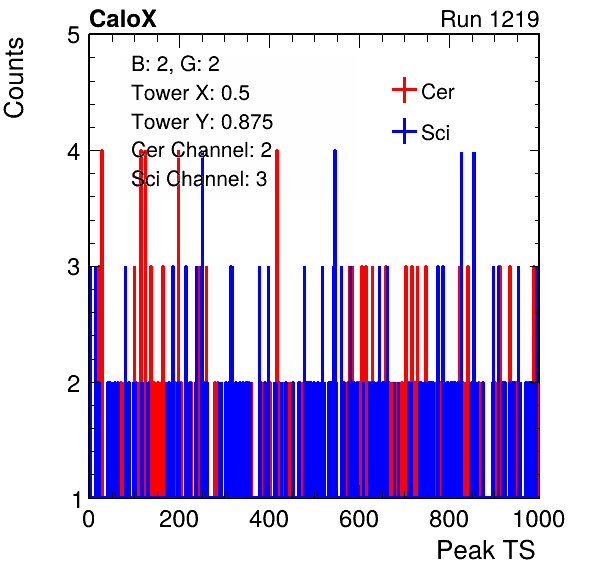 CaloX Run 1219
Counts
B: 2, G: 2
Tower X: 0.5
Tower Y: 0.875
Cer Channel: 2
Sci Channel: 3
Cer
Sci
5
4
3
2
1
0 200 400 600 800 1000
Peak TS